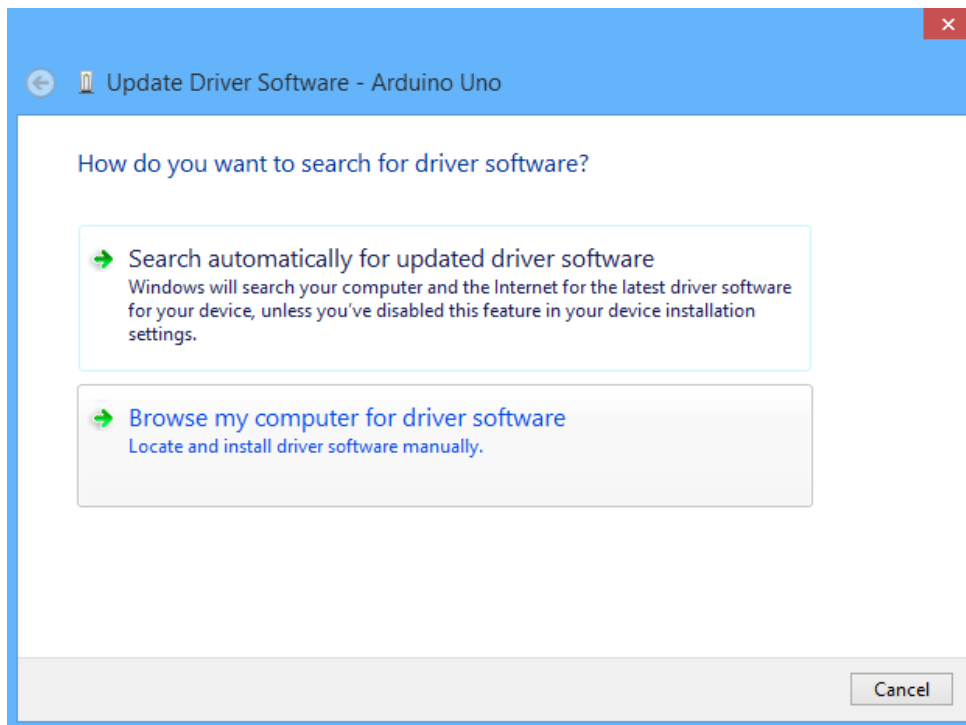 Update Driver Software - Arduino Uno
How do you want to search for driver software?
Search automatically for updated driver software
Windows will search your computer and the Internet for the latest driver software
for your device, unless you've disabled this feature in your device installation
settings.
Browse my computer for driver software
Locate and install driver software manually.
Cancel